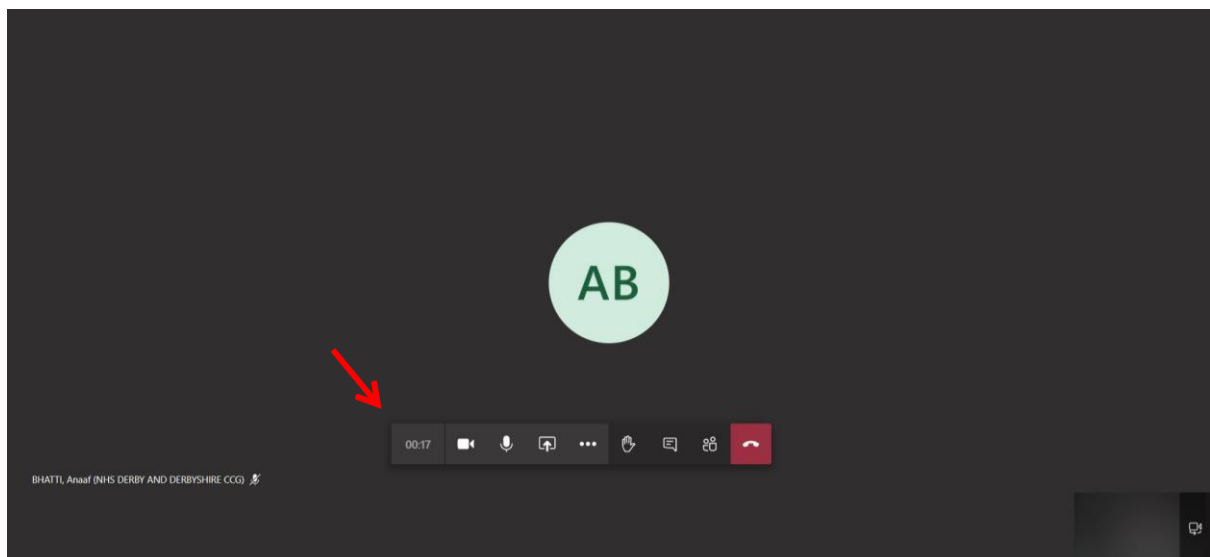 AB
00:17
BHATTI, Anaaf (NHS DERBY AND DERBYSHIRE CCG)